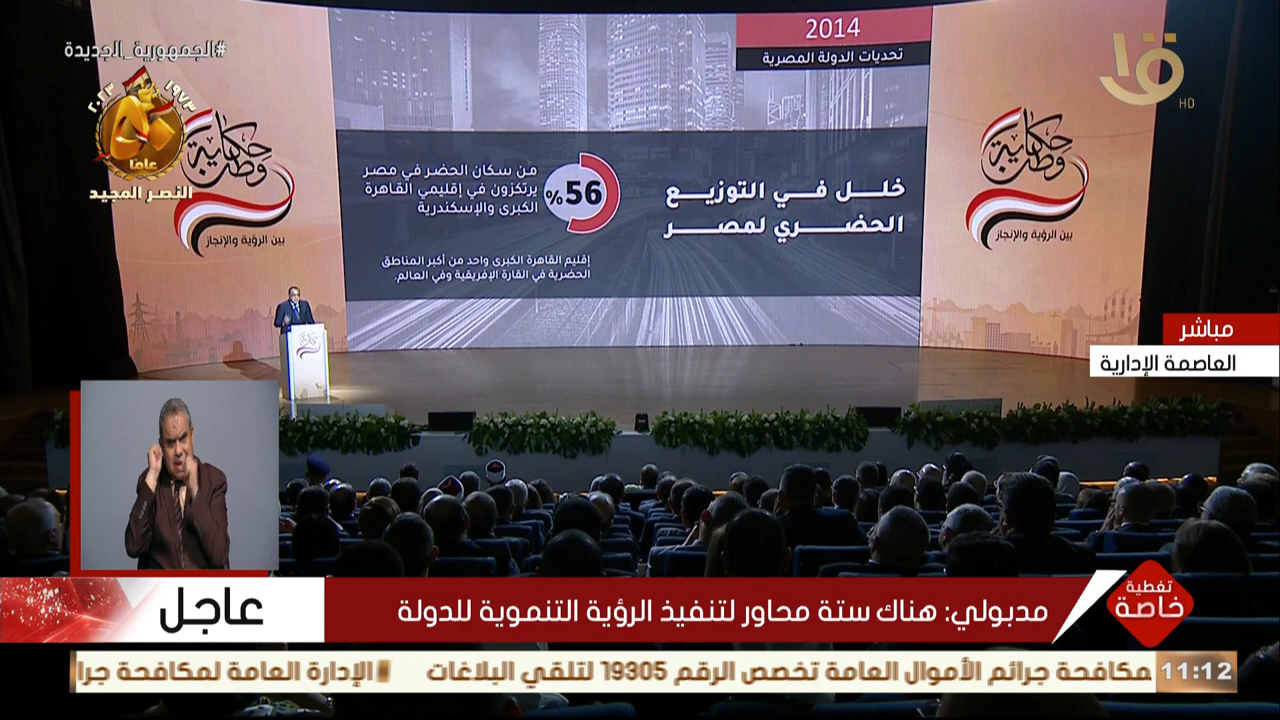 #الجمهورية_الجديدة
١٩٧٣
٢٠٢٣
٥٠
عامًا
النصر المجيد
حكاية
وطن
بين الرؤية والإنجاز
2014
تحديات الدولة المصرية
خلل في التوزيع
الحضري لمصر
56%
من سكان الحضر في مصر
يرتكزون في إقليمي القاهرة
الكبرى والإسكندرية
إقليم القاهرة الكبرى واحد من أكبر المناطق
الحضرية في القارة الإفريقية وفي العالم.
حكاية
وطن
بين الرؤية والإنجاز
HD
مباشر
العاصمة الإدارية
تغطية
خاصة
مدبولي: هناك ستة محاور لتنفيذ الرؤية التنموية للدولة
عاجل
11:12
مكافحة جرائم الأموال العامة تخصص الرقم 19305 لتلقي البلاغات
الإدارة العامة لمكافحة جرا